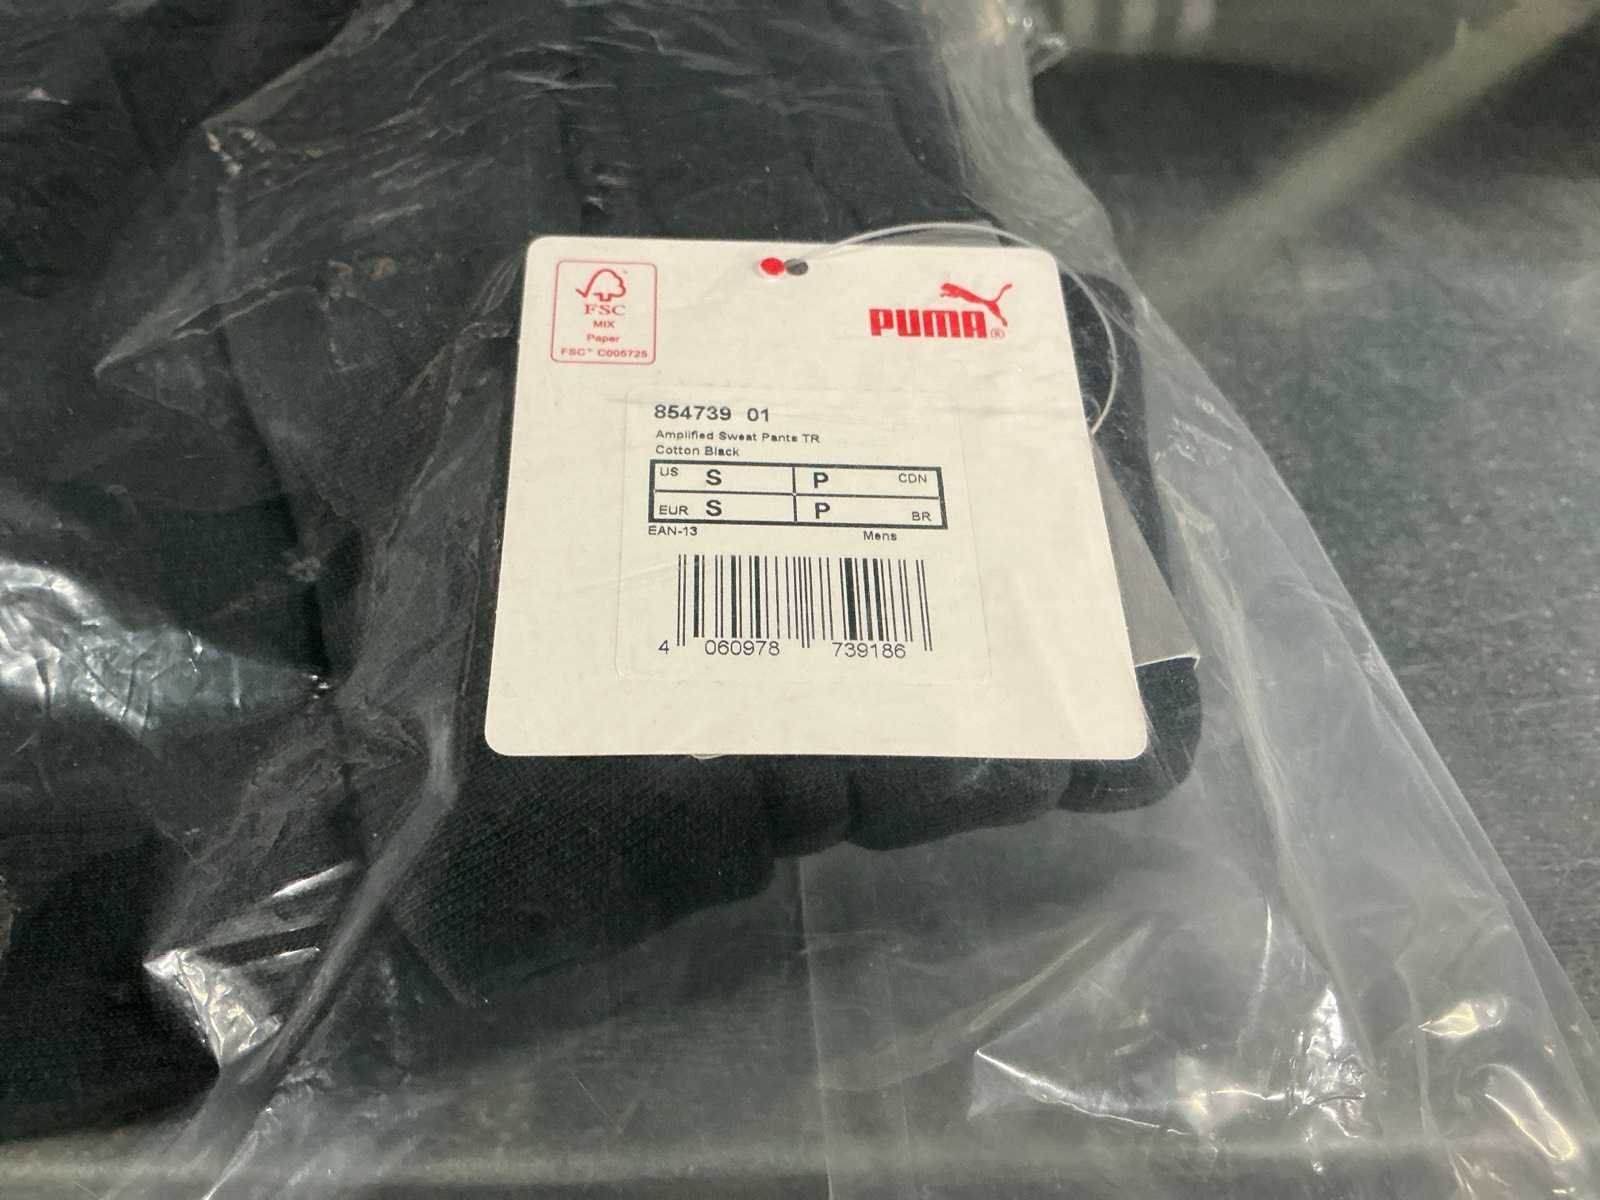 FSC
MIX
Paper
FSC® C005725
PUMA®
854739 01
Amplified Sweat Pants TR
Cotton Black
US S P CDN
EUR S P BR
EAN-13 Mens
4 060978 739186